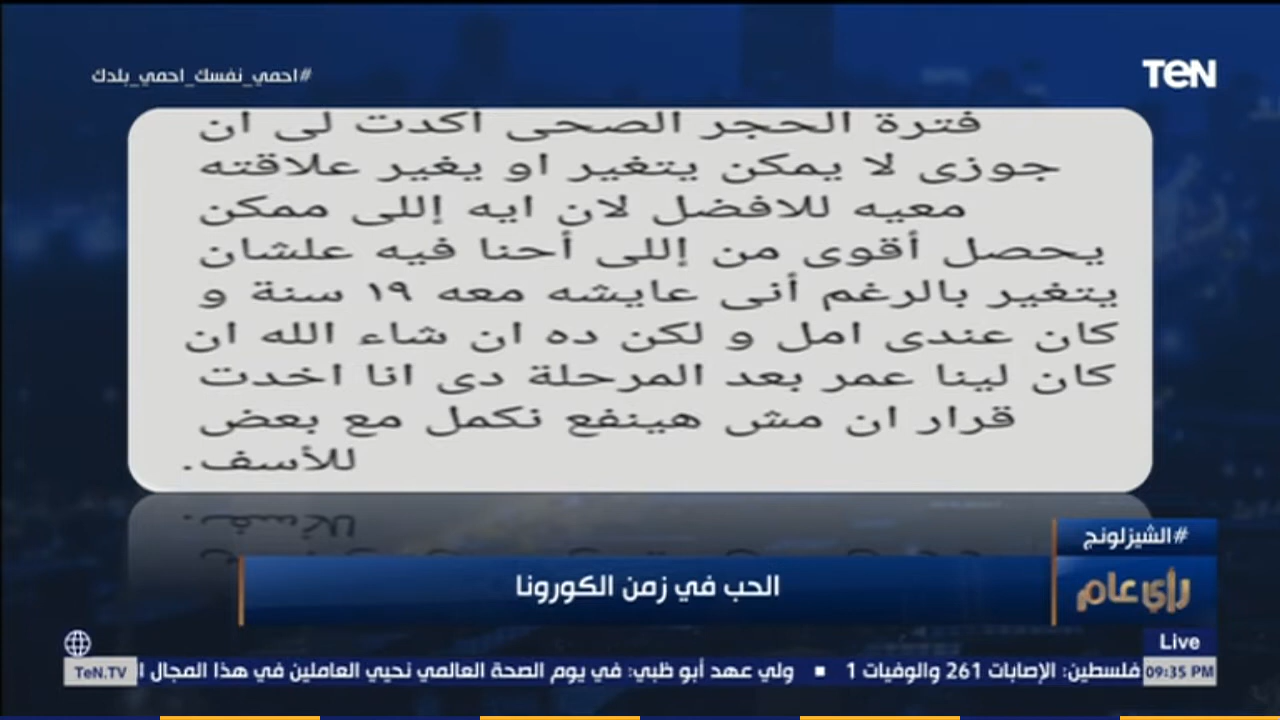 #احمي_نفسك_احمي_بلدك
TeN
فترة الحجر الصحى أكدت لى ان
جوزى لا يمكن يتغير او يغير علاقته
معيه للافضل لان ايه إللى ممكن
يحصل أقوى من إللى أحنا فيه علشان
يتغير بالرغم أنى عايشه معه ١٩ سنة و
كان عندى امل و لكن ده ان شاء الله ان
كان لينا عمر بعد المرحلة دى انا اخدت
قرار ان مش هينفع نكمل مع بعض
للأسف.
#الشيزلونج
رأي عام
الحب في زمن الكورونا
Live
09:35 PM
فلسطين: الإصابات 261 والوفيات 1 ■ ولي عهد أبو ظبي: في يوم الصحة العالمي نحيي العاملين في هذا المجال
TeN.TV